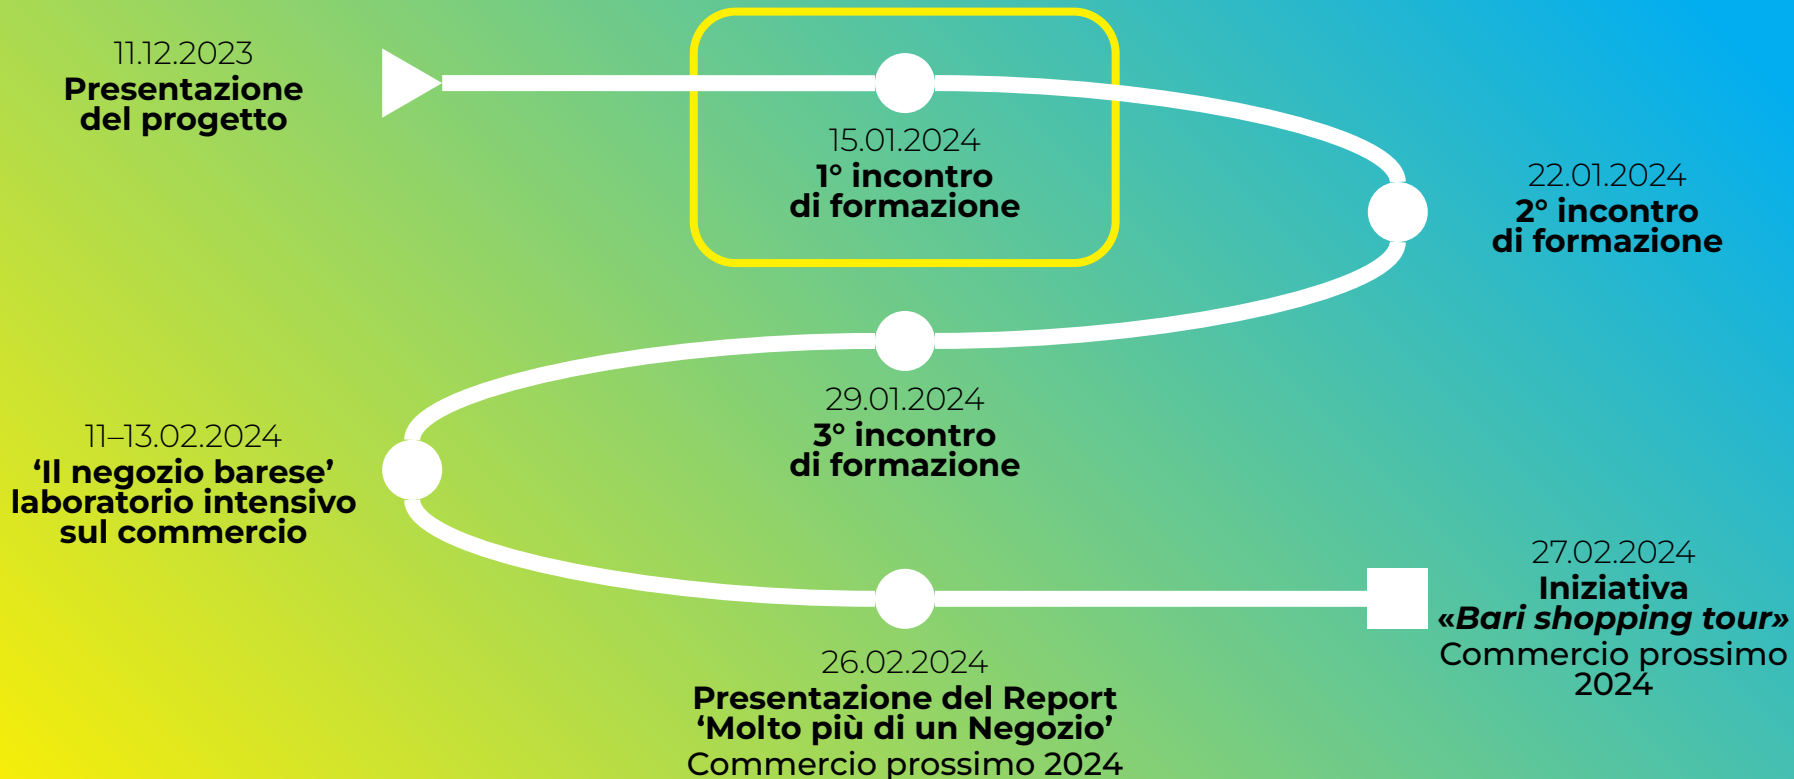 11.12.2023
Presentazione
del progetto
15.01.2024
1° incontro
di formazione
22.01.2024
2° incontro
di formazione
29.01.2024
3° incontro
di formazione
11–13.02.2024
‘Il negozio barese’
laboratorio intensivo
sul commercio
26.02.2024
Presentazione del Report
‘Molto più di un Negozio’
Commercio prossimo 2024
27.02.2024
Iniziativa
«Bari shopping tour»
Commercio prossimo
2024